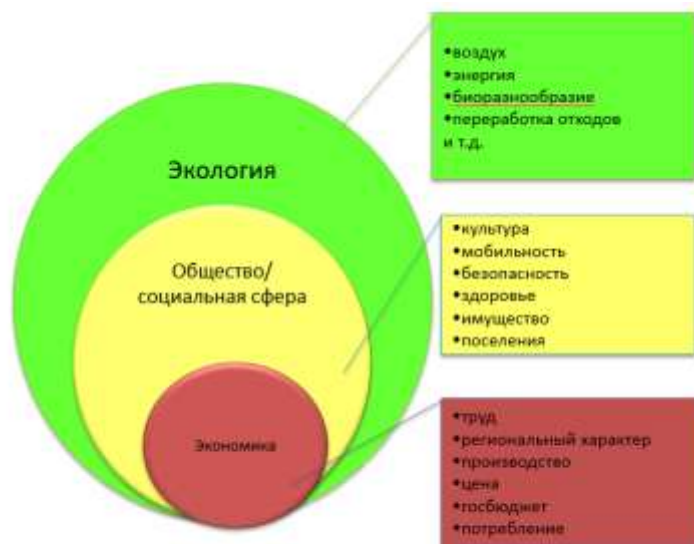 •воздух
•энергия
•биоразнообразие
•переработка отходов
и т.д.
Экология
•культура
•мобильность
•безопасность
•здоровье
•имущество
•поселения
Общество/
социальная сфера
•труд
•региональный характер
•производство
•цена
•госбюджет
•потребление
Экономика